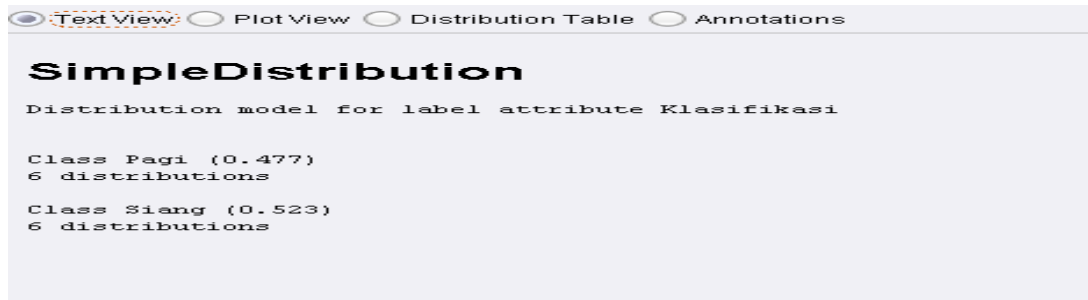 Text View Plot View Distribution Table Annotations
SimpleDistribution
Distribution model for label attribute Klasifikasi
Class Pagi (0.477)
6 distributions
Class Siang (0.523)
6 distributions